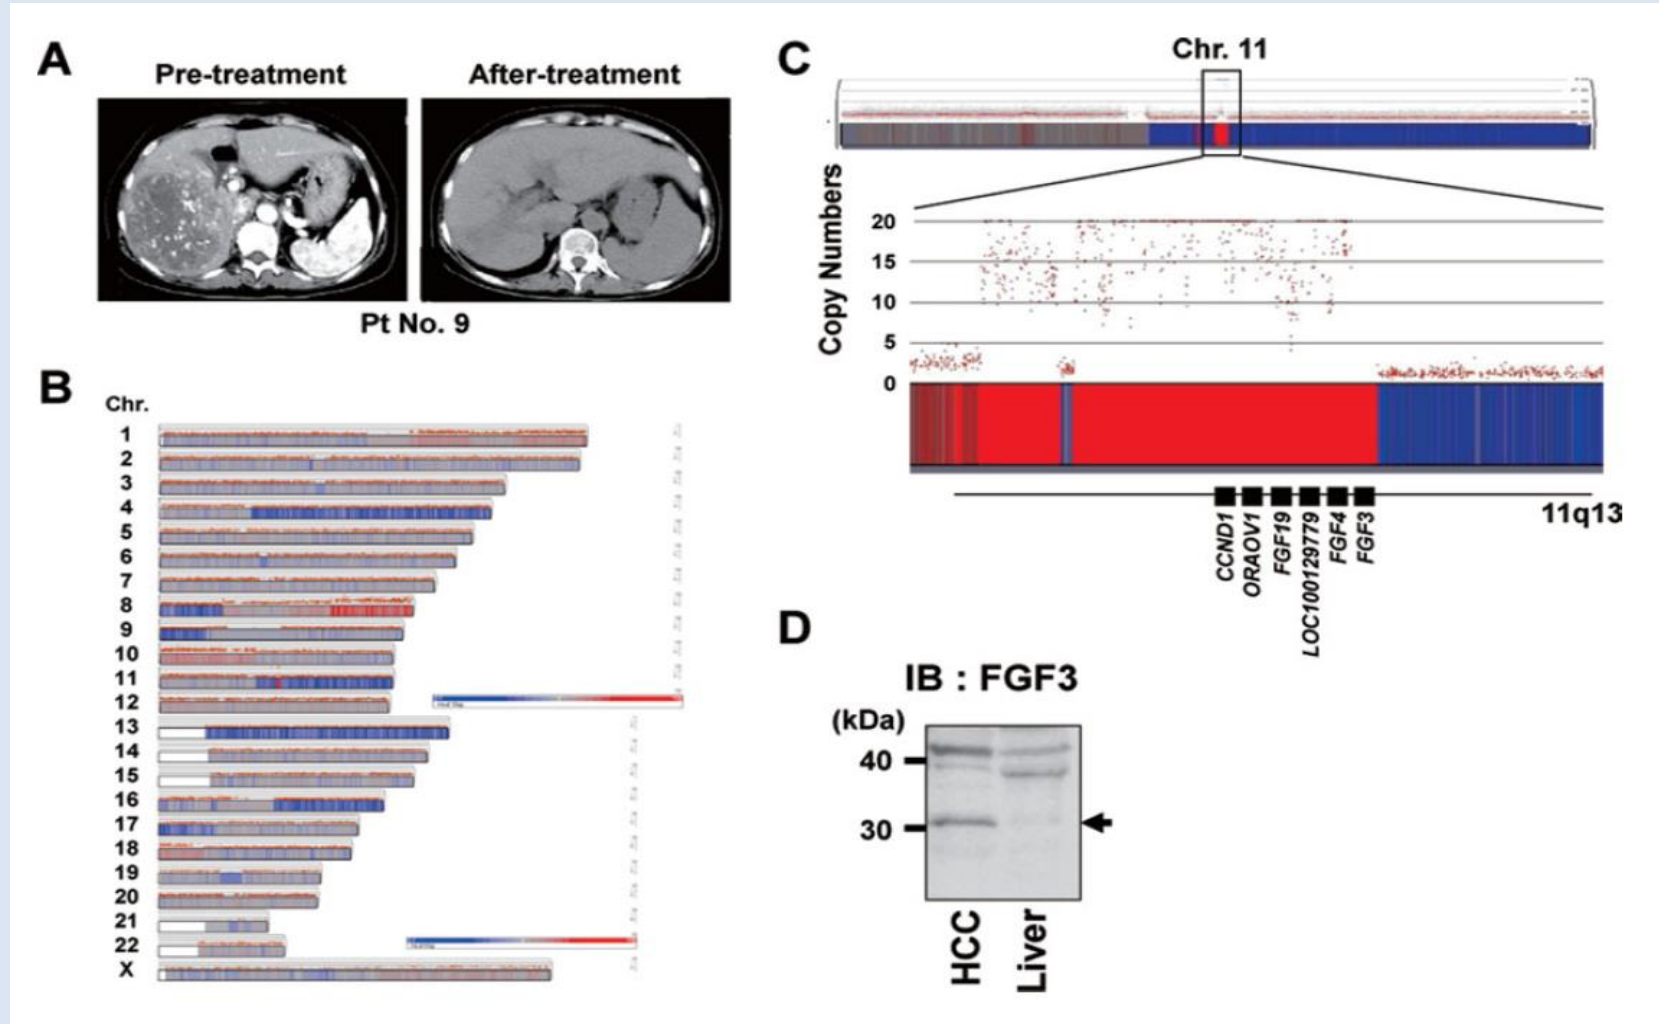 A
Pre-treatment
After-treatment
Pt No. 9
B
Chr.
1
2
3
4
5
6
7
8
9
10
11
12
13
14
15
16
17
18
19
20
21
22
X
C
Chr. 11
Copy Numbers
20
15
10
5
0
CCND1
ORAOV1
FGF19
LOC100129779
FGF4
FGF3
11q13
D
IB : FGF3
(kDa)
40
30
HCC
Liver